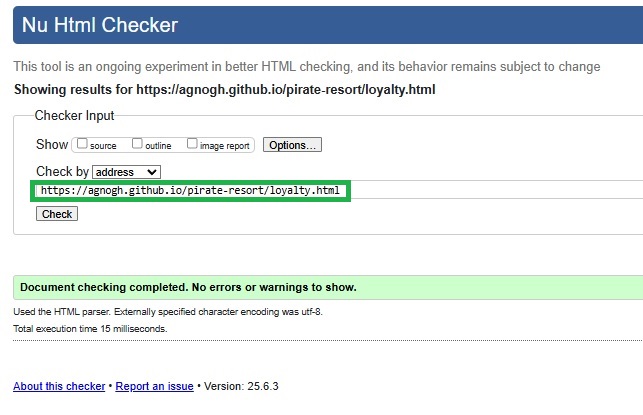 Nu Html Checker
This tool is an ongoing experiment in better HTML checking, and its behavior remains subject to change
Showing results for https://agnogh.github.io/pirate-resort/loyalty.html
Checker Input
Show source outline image report Options...
Check by address
https://agnogh.github.io/pirate-resort/loyalty.html
Check
Document checking completed. No errors or warnings to show.
Used the HTML parser. Externally specified character encoding was utf-8.
Total execution time 15 milliseconds.
About this checker • Report an issue • Version: 25.6.3